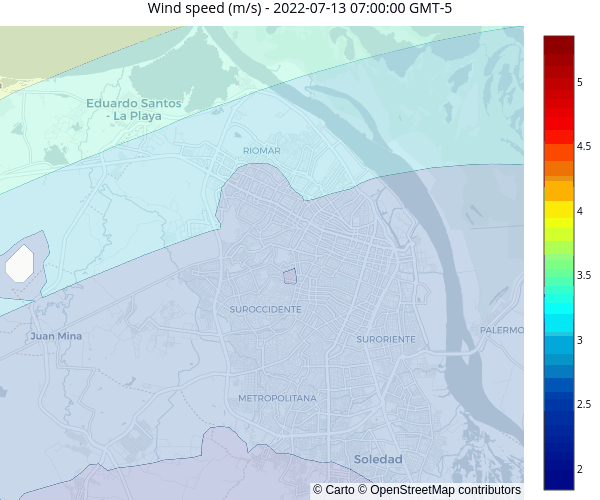 Wind speed (m/s) - 2022-07-13 07:00:00 GMT-5
Eduardo Santos
- La Playa
RIOMAR
SUROCCIDENTE
Juan Mina
SURORIENTE
PALERMO
METROPOLITANA
Soledad
© Carto © OpenStreetMap contributors
5
4.5
4
3.5
3
2.5
2